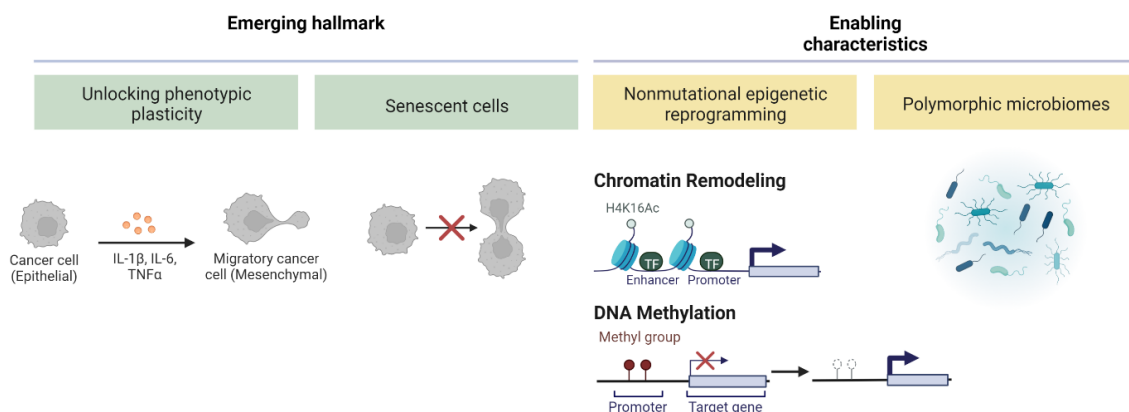 Emerging hallmark
Enabling
characteristics
Unlocking phenotypic
plasticity
Senescent cells
Nonmutational epigenetic
reprogramming
Polymorphic microbiomes
Cancer cell
(Epithelial)
IL-1β, IL-6,
TNFα
Migratory cancer
cell (Mesenchymal)
Chromatin Remodeling
H4K16Ac
TF
TF
Enhancer
Promoter
DNA Methylation
Methyl group
Promoter
Target gene